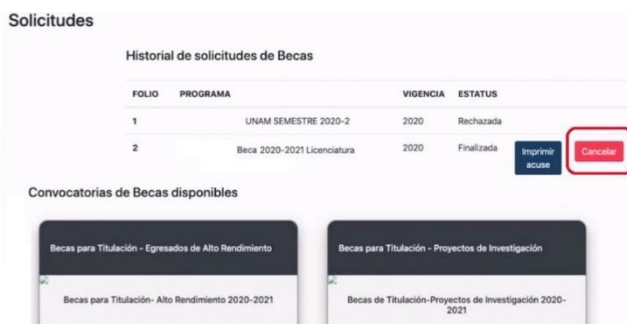 Solicitudes
Historial de solicitudes de Becas
FOLIO PROGRAMA VIGENCIA ESTATUS
1 UNAM SEMESTRE 2020-2 2020 Rechazada
2 Beca 2020-2021 Licenciatura 2020 Finalizada Imprimir acuse Cancelar
Convocatorias de Becas disponibles
Becas para Titulación - Egresados de Alto Rendimiento
Becas para Titulación - Proyectos de Investigación
Becas para Titulación- Alto Rendimiento 2020-2021
Becas de Titulación-Proyectos de Investigación 2020-
2021